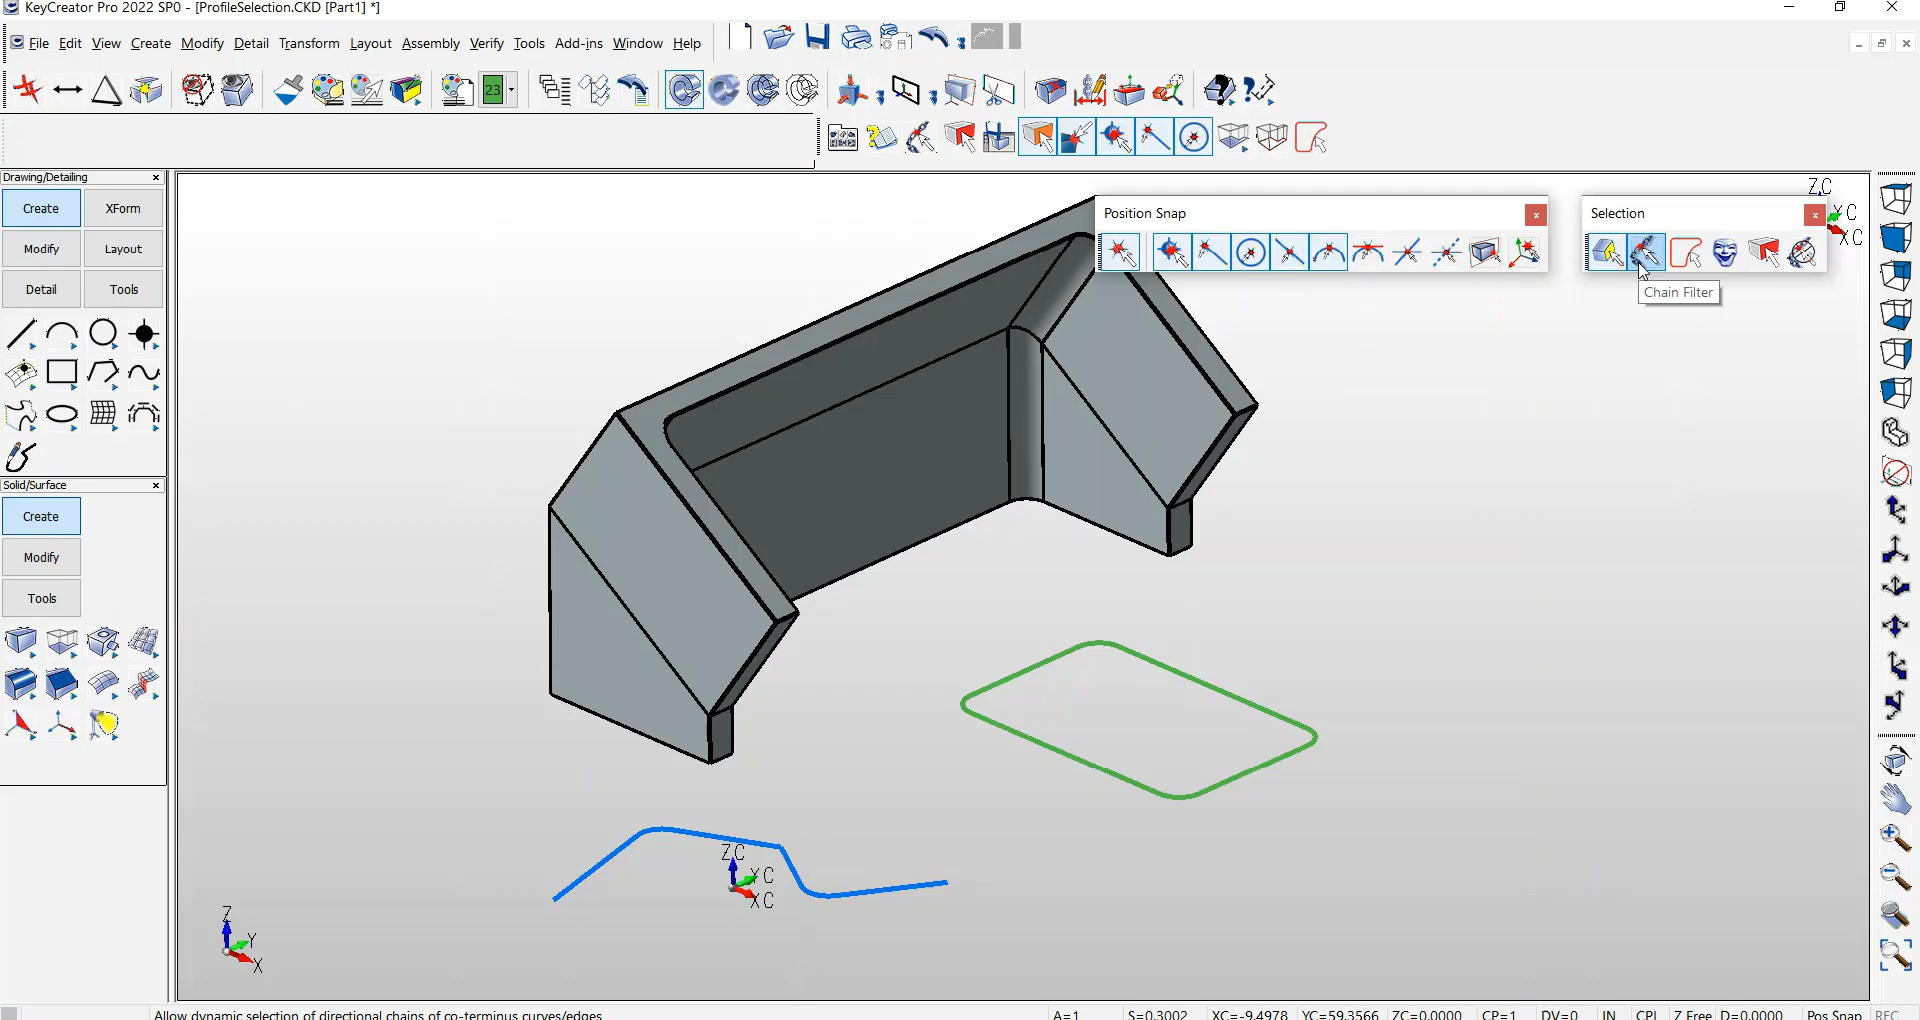 KeyCreator Pro 2022 SP0 - [ProfileSelection.CKD [Part1] *]
File Edit View Create Modify Detail Transform Layout Assembly Verify Tools Add-ins Window Help
23
Drawing/Detailing
Create XForm
Modify Layout
Detail Tools
Solid/Surface
Create
Modify
Tools
Position Snap
Selection
Chain Filter
ZC
YC
XC
ZC
YC
XC
Z
Y
X
Allow dynamic selection of directional chains of co-terminus curves/edges
A=1 S=0.3002 XC=-9.4978 YC=59.3566 ZC=0.0000 CP=1 DV=0 IN CPL Z Free D=0.0000 Pos Snap REC